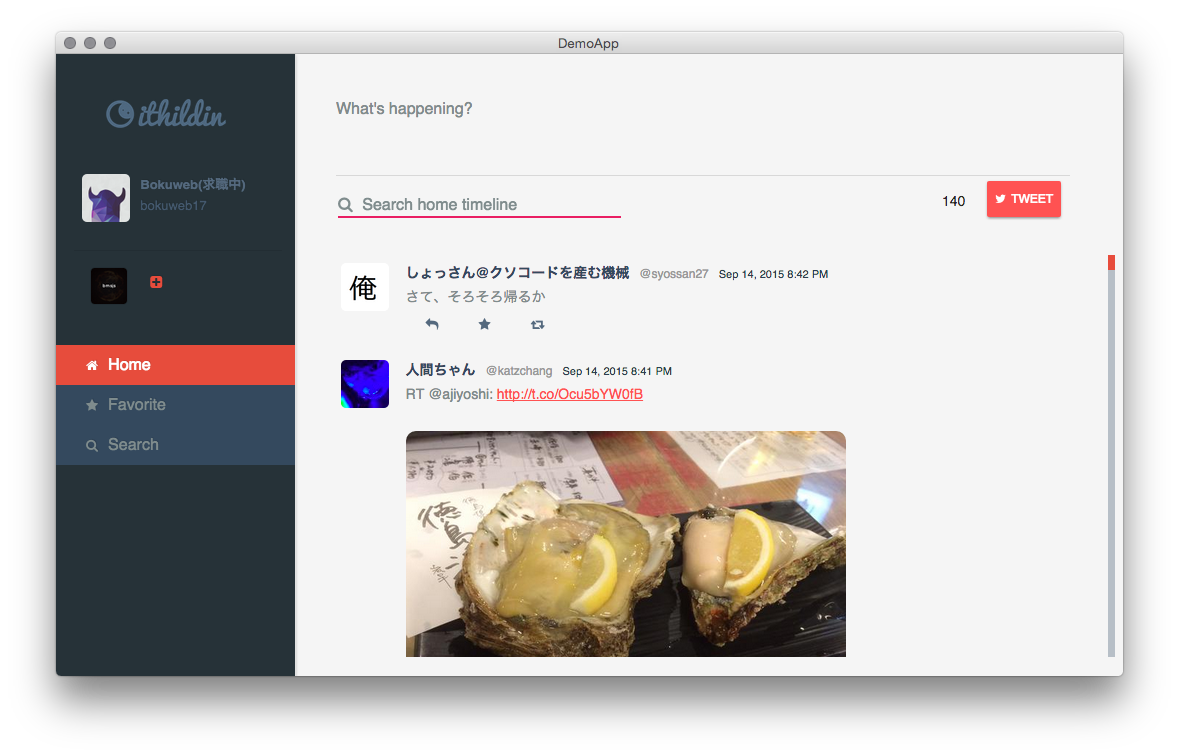 DemoApp
ithildin
Bokuweb(求職中)
bokuweb17
Home
Favorite
Search
What's happening?
Search home timeline
140
TWEET
しょっさん@クソコードを産む機械 @syossan27 Sep 14, 2015 8:42 PM
さて、そろそろ帰るか
俺
人間ちゃん @katzchang Sep 14, 2015 8:41 PM
RT @ajiyoshi: http://t.co/Ocu5bYW0fB
徳島